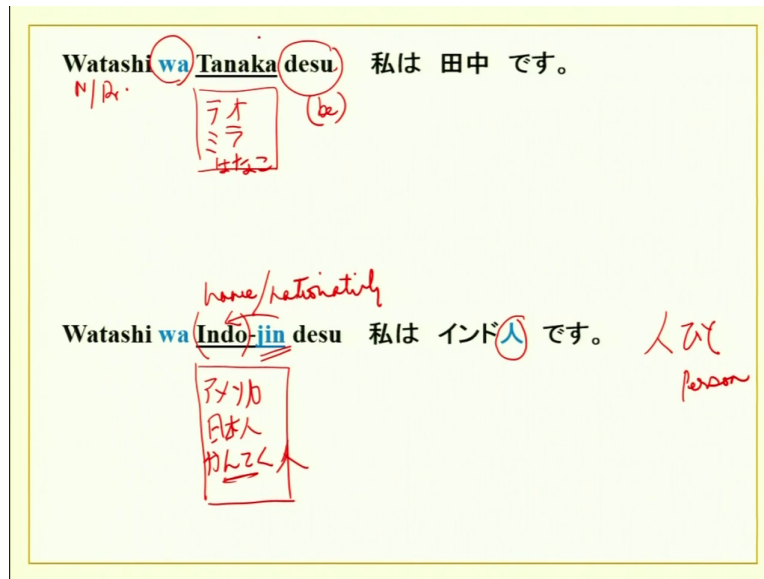 Watashi wa Tanaka desu 私は 田中 です。
N/Pr.
(be)
ラオ
ミラ
はなこ
name/nationality
Watashi wa Indo-jin desu 私は インド人 です。
人 ひと
Person
アメリカ
日本人
かんこく人